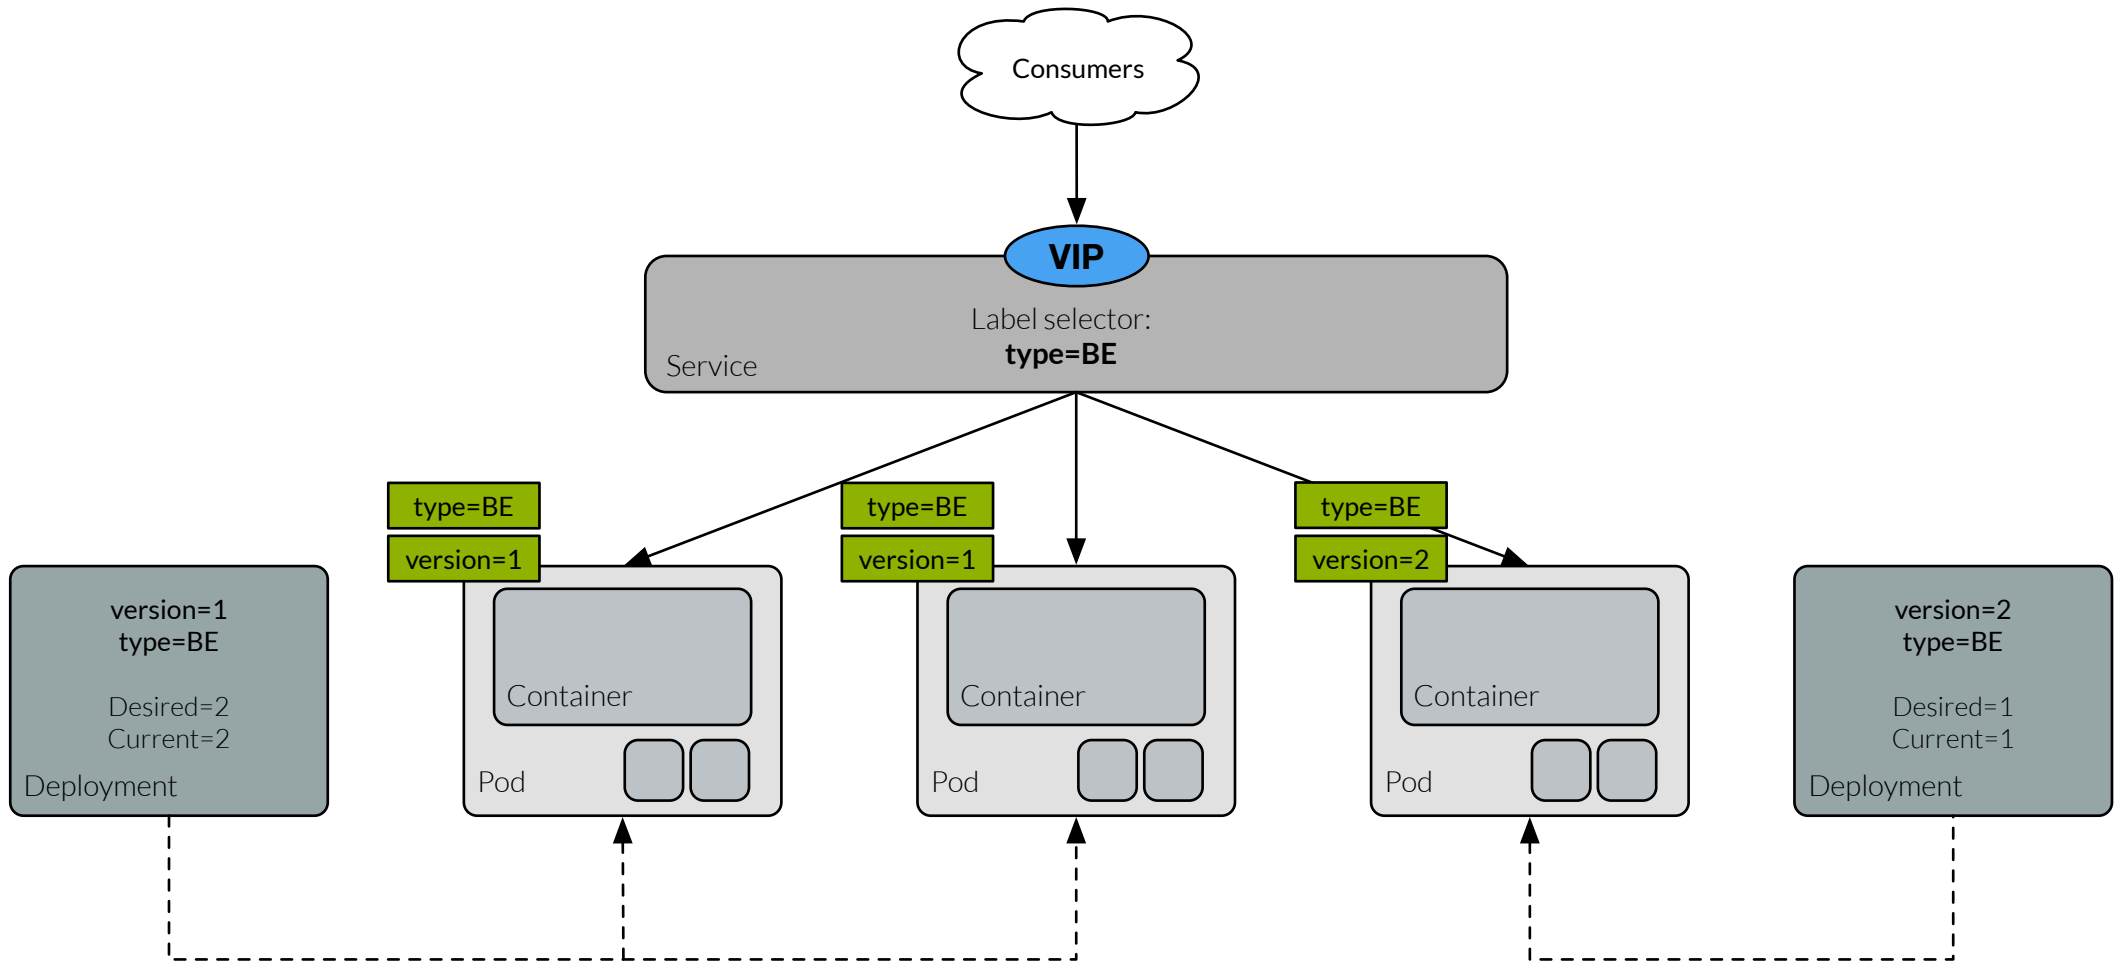 Consumers
VIP
Label selector:
type=BE
Service
type=BE
version=1
type=BE
version=1
type=BE
version=2
version=1
type=BE
Desired=2
Current=2
Deployment
Container
Pod
Container
Pod
Container
Pod
version=2
type=BE
Desired=1
Current=1
Deployment